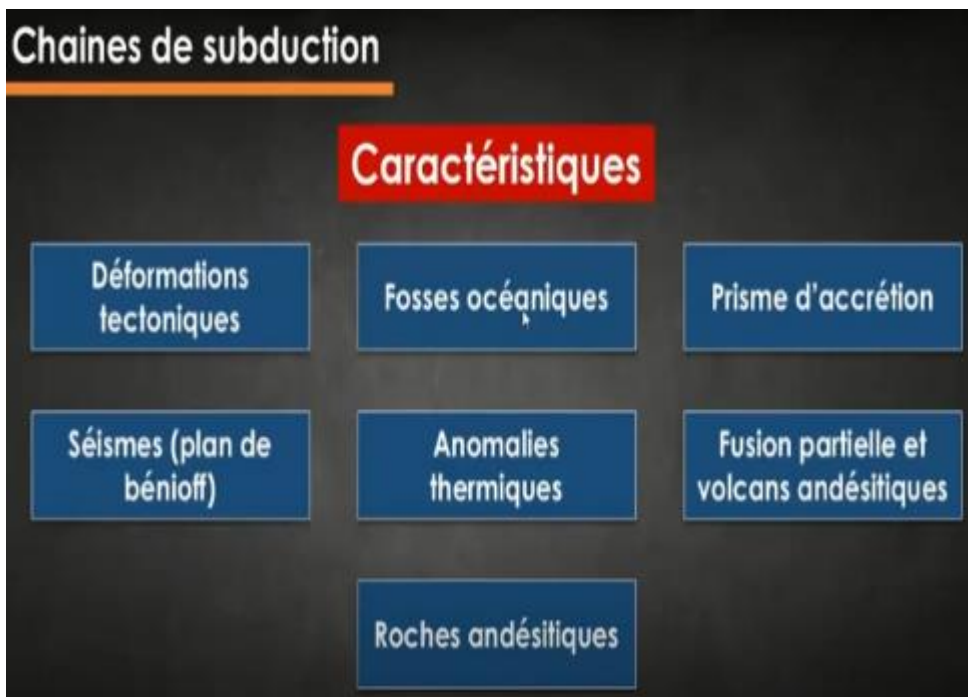 Chaines de subduction
Caractéristiques
Déformations
tectoniques
Fosses océaniques
Prisme d'accrétion
Séismes (plan de
bénioff)
Anomalies
thermiques
Fusion partielle et
volcans andésitiques
Roches andésitiques